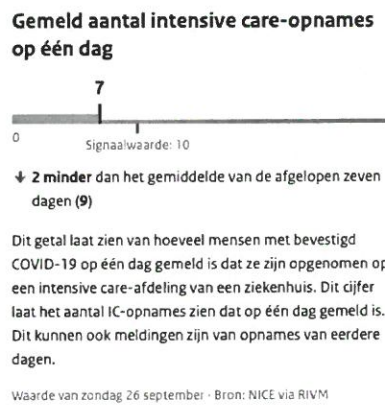 Gemeld aantal intensive care-opnames
op één dag
7
0
Signaalwaarde: 10
↓ 2 minder dan het gemiddelde van de afgelopen zeven
dagen (9)
Dit getal laat zien van hoeveel mensen met bevestigd
COVID-19 op één dag gemeld is dat ze zijn opgenomen op
een intensive care-afdeling van een ziekenhuis. Dit cijfer
laat het aantal IC-opnames zien dat op één dag gemeld is.
Dit kunnen ook meldingen zijn van opnames van eerdere
dagen.
Waarde van zondag 26 september · Bron: NICE via RIVM